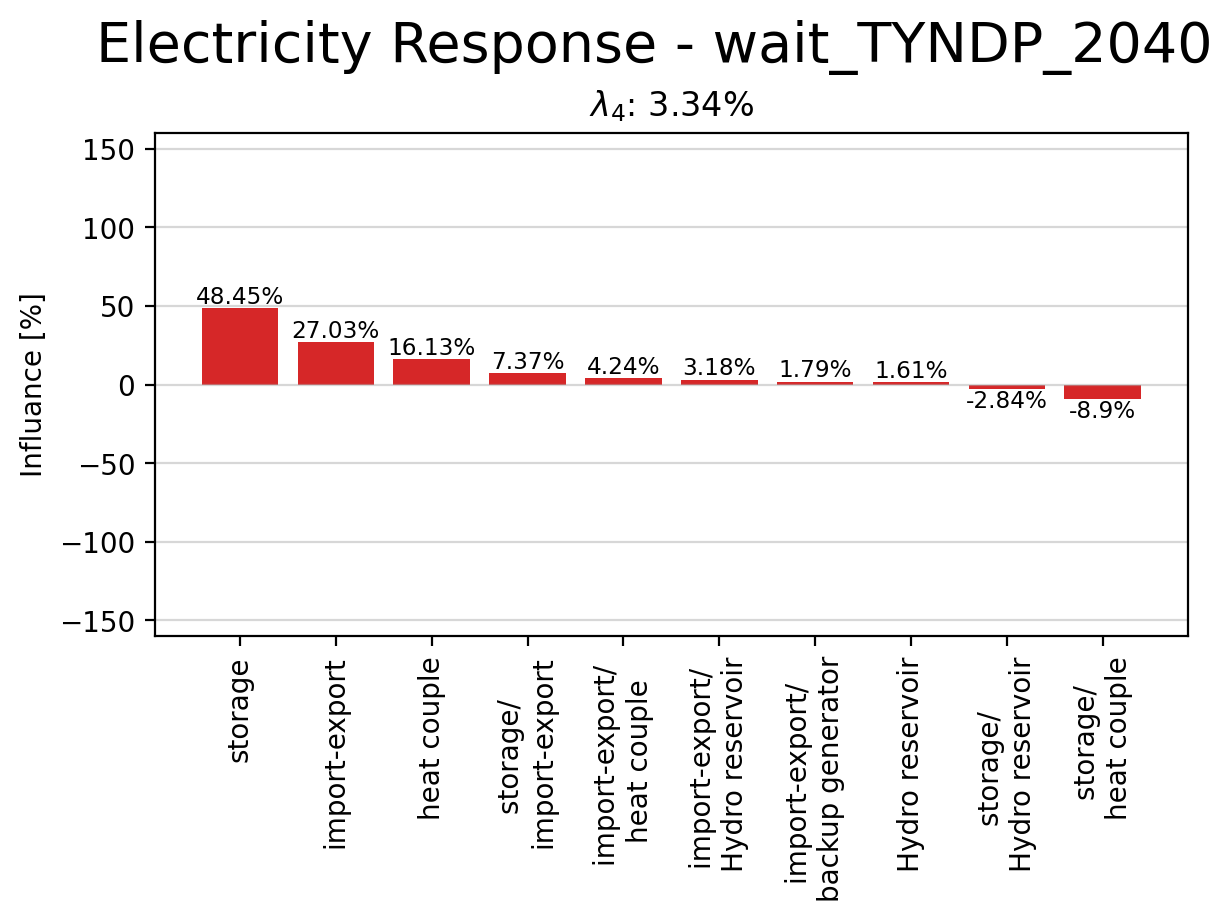 Electricity Response - wait_TYNDP_2040
λ4: 3.34%
Influance [%]
150
100
50
0
−50
−100
−150
48.45%
27.03%
16.13%
7.37%
4.24%
3.18%
1.79%
1.61%
-2.84%
-8.9%
storage
import-export
heat couple
storage/
import-export
import-export/
heat couple
import-export/
Hydro reservoir
import-export/
backup generator
Hydro reservoir
storage/
Hydro reservoir
storage/
heat couple